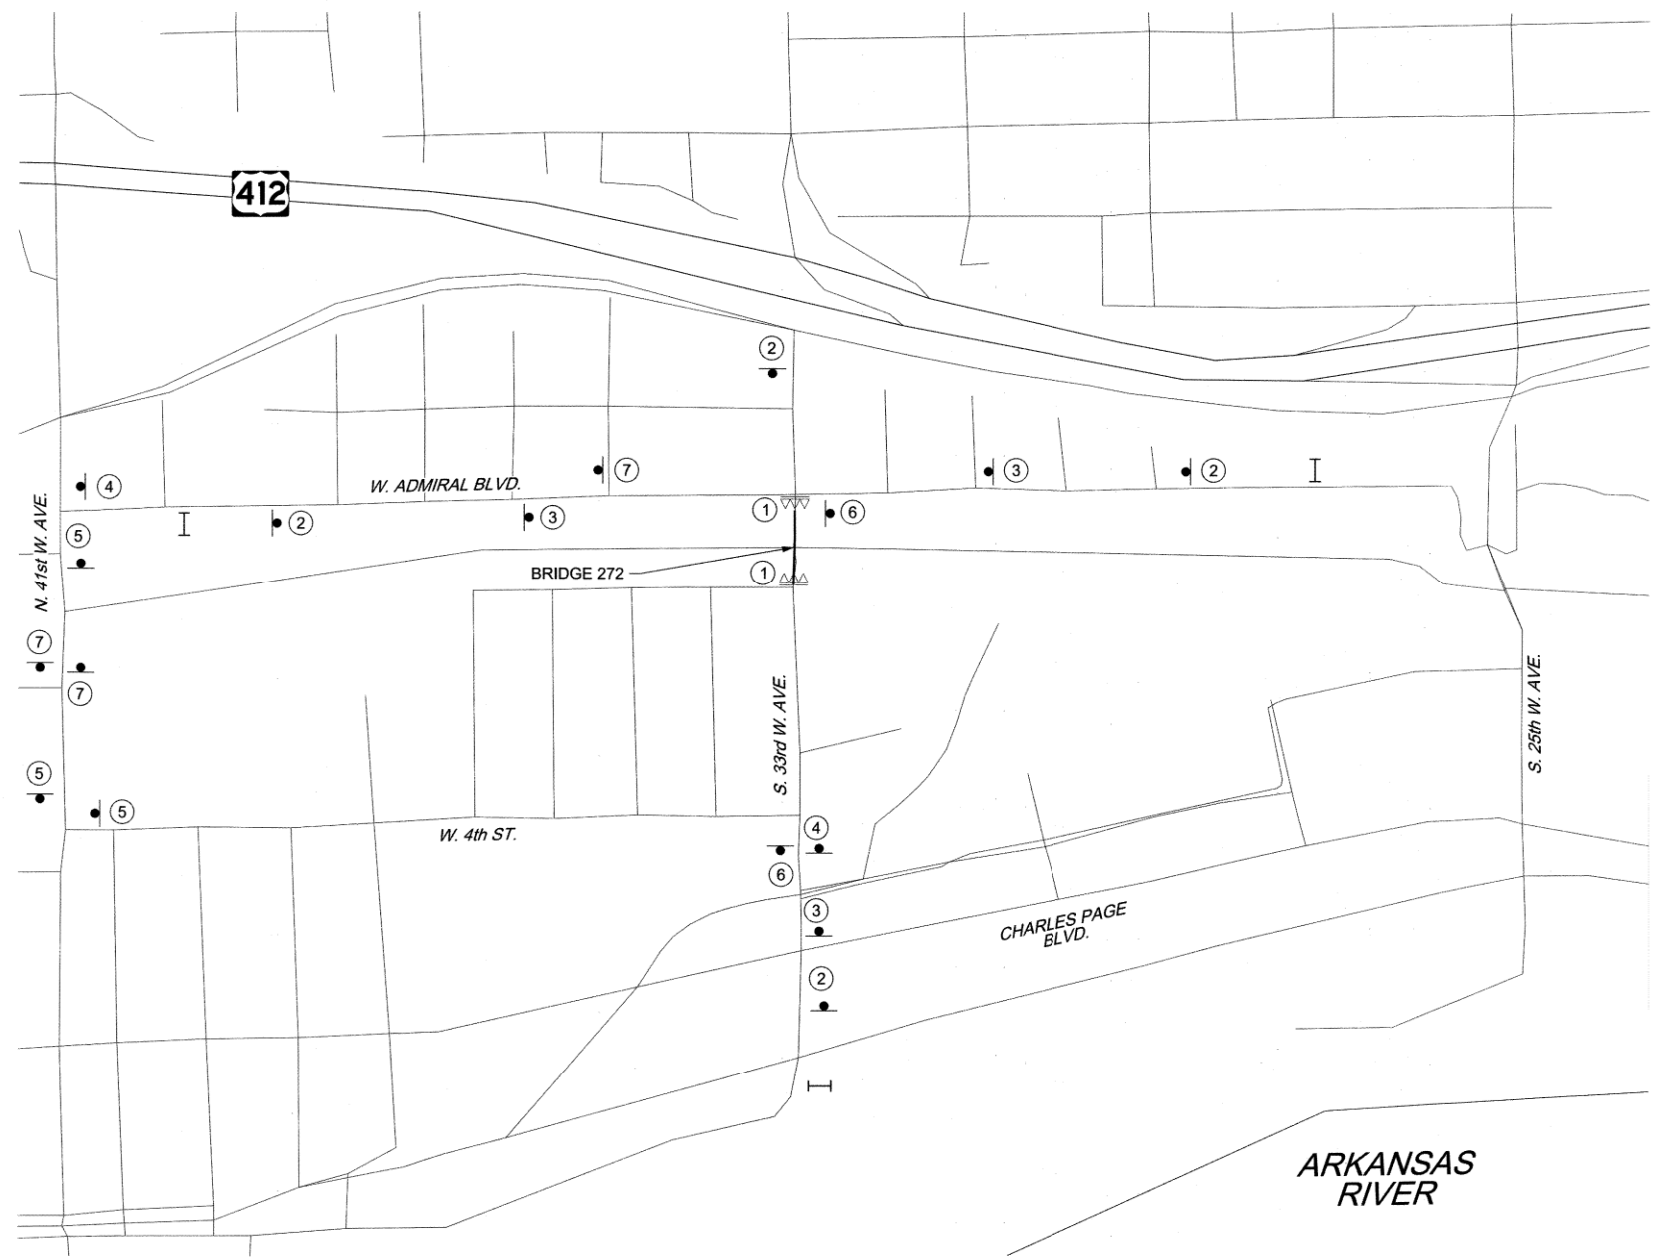 412
2
7
3
2
4
W. ADMIRAL BLVD.
N. 41st W. AVE.
5
2
3
1
6
BRIDGE 272
1
7
7
S. 33rd W. AVE.
S. 25th W. AVE.
5
5
W. 4th ST.
4
6
3
CHARLES PAGE
BLVD.
2
ARKANSAS
RIVER